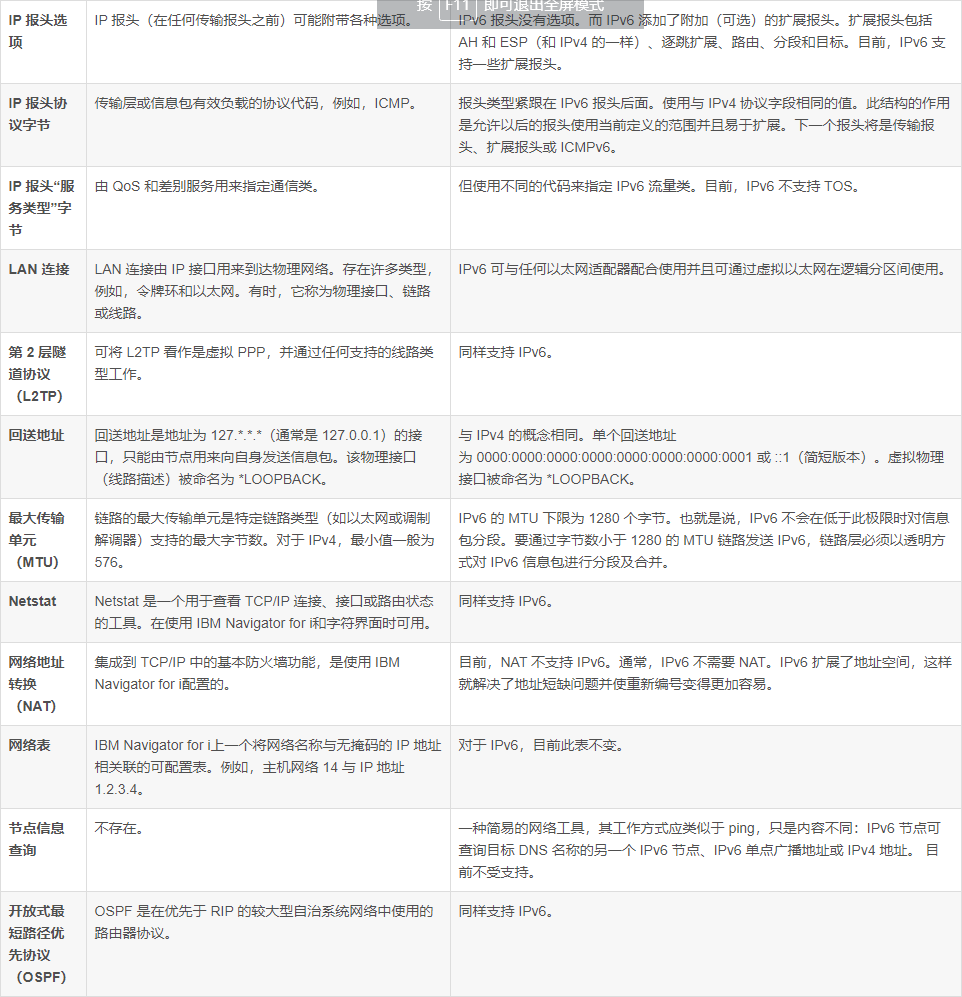 按 F11 即可退出全屏模式
IP 报头选
项
IP 报头（在任何传输报头之前）可能附带各种选项。
IPv6 报头没有选项。而 IPv6 添加了附加（可选）的扩展报头。扩展报头包括
AH 和 ESP（和 IPv4 的一样）、逐跳扩展、路由、分段和目标。目前，IPv6 支
持一些扩展报头。
IP 报头协
议字节
传输层或信息包有效负载的协议代码，例如，ICMP。
报头类型紧跟在 IPv6 报头后面。使用与 IPv4 协议字段相同的值。此结构的作用
是允许以后的报头使用当前定义的范围并且易于扩展。下一个报头将是传输报
头、扩展报头或 ICMPv6。
IP 报头“服
务类型”字
节
由 QoS 和差别服务用来指定通信类。
但使用不同的代码来指定 IPv6 流量类。目前，IPv6 不支持 TOS。
LAN 连接
LAN 连接由 IP 接口用来到达物理网络。存在许多类型，
例如，令牌环和以太网。有时，它称为物理接口、链路
或线路。
IPv6 可与任何以太网适配器配合使用并且可通过虚拟以太网在逻辑分区间使用。
第 2 层隧
道协议
（L2TP）
可将 L2TP 看作是虚拟 PPP，并通过任何支持的线路类
型工作。
同样支持 IPv6。
回送地址
回送地址是地址为 127.*.*.*（通常是 127.0.0.1）的接
口，只能由节点用来向自身发送信息包。该物理接口
（线路描述）被命名为 *LOOPBACK。
与 IPv4 的概念相同。单个回送地址
为 0000:0000:0000:0000:0000:0000:0000:0001 或 ::1（简短版本）。虚拟物理
接口被命名为 *LOOPBACK。
最大传输
单元
（MTU）
链路的最大传输单元是特定链路类型（如以太网或调制
解调器）支持的最大字节数。对于 IPv4，最小值一般为
576。
IPv6 的 MTU 下限为 1280 个字节。也就是说，IPv6 不会在低于此极限时对信息
包分段。要通过字节数小于 1280 的 MTU 链路发送 IPv6，链路层必须以透明方
式对 IPv6 信息包进行分段及合并。
Netstat
Netstat 是一个用于查看 TCP/IP 连接、接口或路由状态
的工具。在使用 IBM Navigator for i和字符界面时可用。
同样支持 IPv6。
网络地址
转换
（NAT）
集成到 TCP/IP 中的基本防火墙功能，是使用 IBM
Navigator for i配置的。
目前，NAT 不支持 IPv6。通常，IPv6 不需要 NAT。IPv6 扩展了地址空间，这样
就解决了地址短缺问题并使重新编号变得更加容易。
网络表
IBM Navigator for i上一个将网络名称与无掩码的 IP 地址
相关联的可配置表。例如，主机网络 14 与 IP 地址
1.2.3.4。
对于 IPv6，目前此表不变。
节点信息
查询
不存在。
一种简易的网络工具，其工作方式应类似于 ping，只是内容不同：IPv6 节点可
查询目标 DNS 名称的另一个 IPv6 节点、IPv6 单点广播地址或 IPv4 地址。 目
前不受支持。
开放式最
短路径优
先协议
（OSPF）
OSPF 是在优先于 RIP 的较大型自治系统网络中使用的
路由器协议。
同样支持 IPv6。